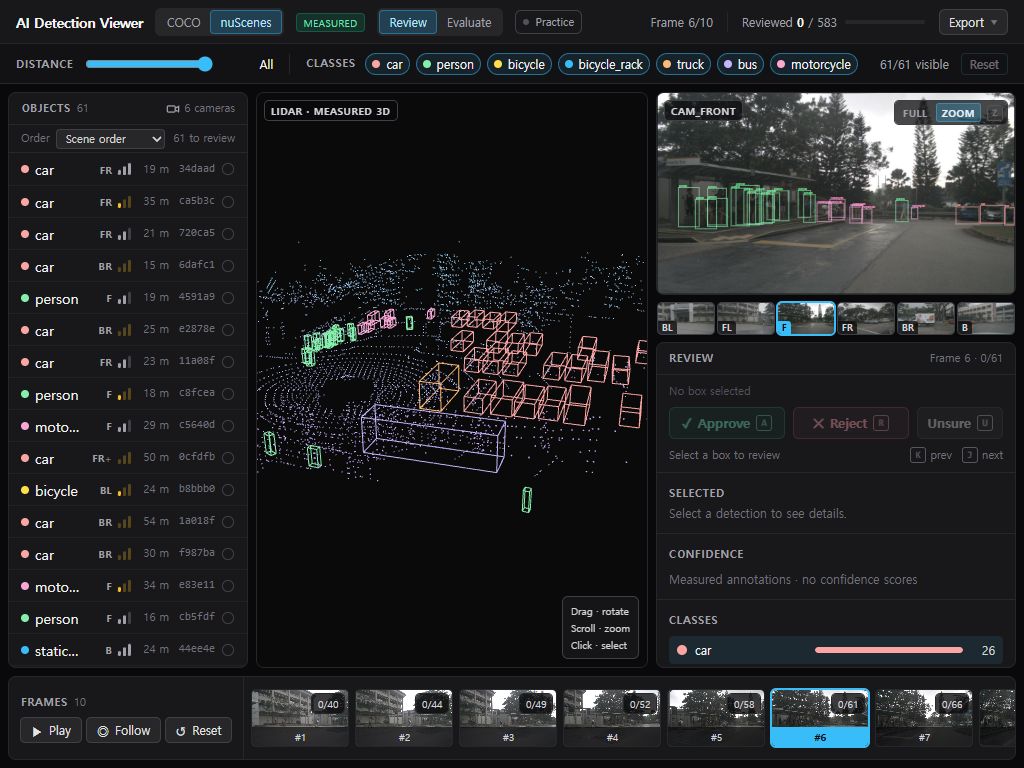 AI Detection Viewer COCO nuScenes MEASURED Review Evaluate Practice Frame 6/10 Reviewed 0 / 583 Export
DISTANCE All CLASSES car person bicycle bicycle_rack truck bus motorcycle 61/61 visible Reset
OBJECTS 61 6 cameras
Order Scene order 61 to review
car FR 19 m 34daad
car FR 35 m ca5b3c
car FR 21 m 720ca5
car BR 15 m 6dafc1
person F 19 m 4591a9
car BR 25 m e2878e
car FR 23 m 11a08f
person F 18 m c8fcea
moto... F 29 m c5640d
car FR+ 50 m 0cfdfb
bicycle BL 24 m b8bbb0
car BR 54 m 1a018f
car BR 30 m f987ba
moto... F 34 m e83e11
person F 16 m cb5fdf
static... B 24 m 44ee4e
LIDAR · MEASURED 3D
Drag · rotate
Scroll · zoom
Click · select
CAM_FRONT FULL ZOOM Z
BL FL F FR BR B
REVIEW Frame 6 · 0/61
No box selected
Approve A Reject R Unsure U
Select a box to review K prev J next
SELECTED
Select a detection to see details.
CONFIDENCE
Measured annotations · no confidence scores
CLASSES
car 26
FRAMES 10
Play Follow Reset
0/40 0/44 0/49 0/52 0/58 0/61 0/66
#1 #2 #3 #4 #5 #6 #7